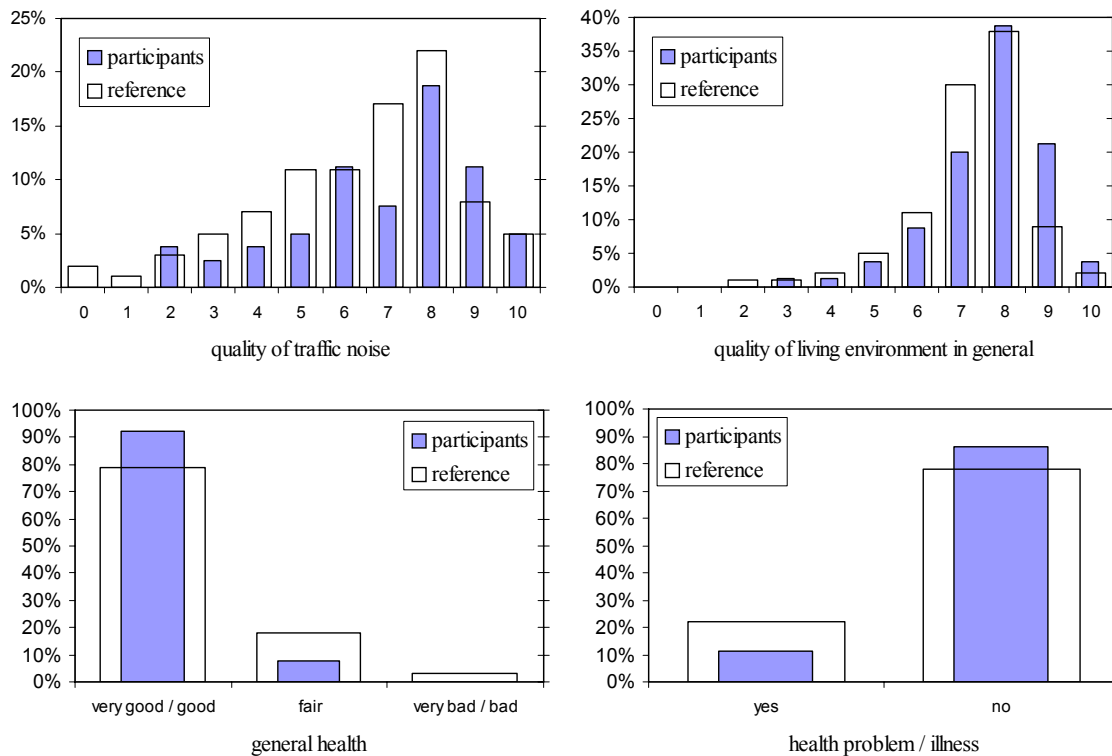 25%
20%
15%
10%
5%
0%
participants
reference
0 1 2 3 4 5 6 7 8 9 10
quality of traffic noise
40%
35%
30%
25%
20%
15%
10%
5%
0%
participants
reference
0 1 2 3 4 5 6 7 8 9 10
quality of living environment in general
100%
90%
80%
70%
60%
50%
40%
30%
20%
10%
0%
participants
reference
very good / good fair very bad / bad
general health
100%
90%
80%
70%
60%
50%
40%
30%
20%
10%
0%
participants
reference
yes no
health problem / illness